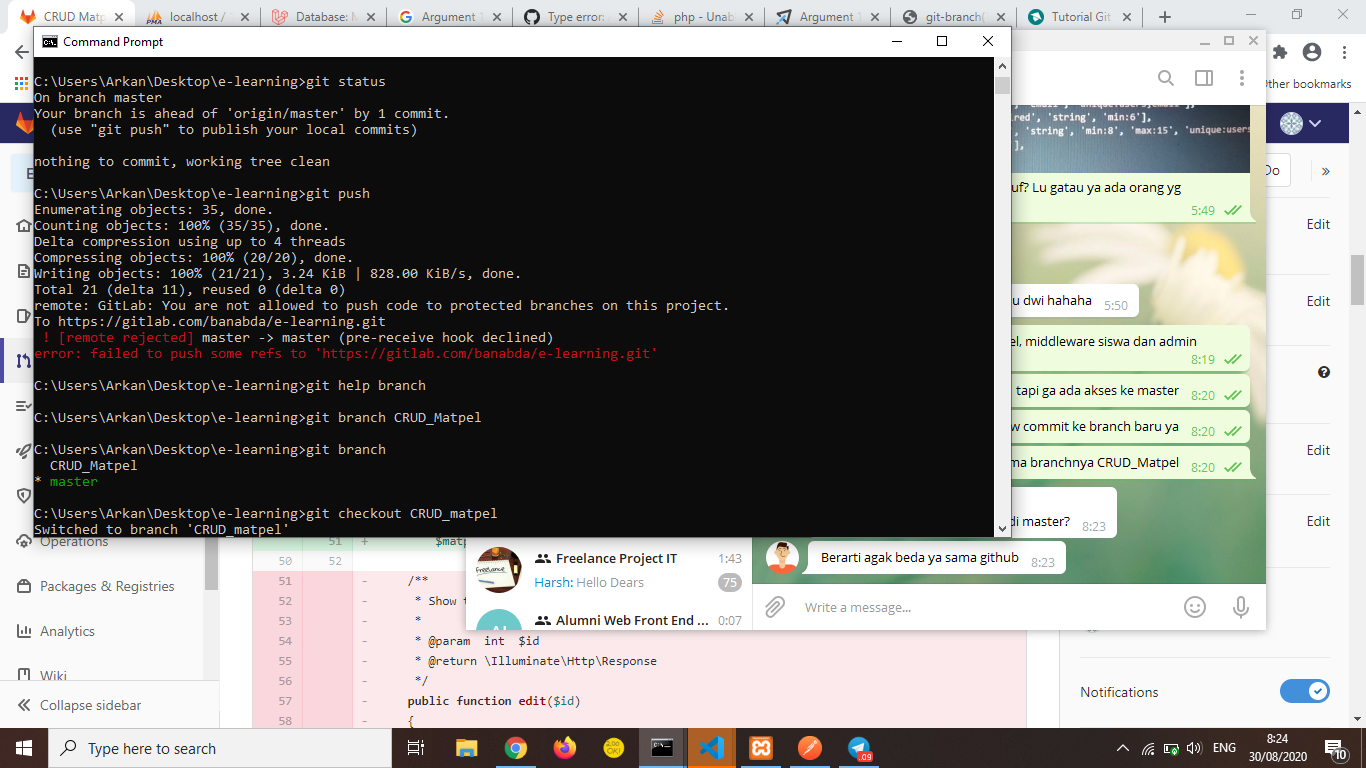 CRUD Matp
localhost /
Database: M
Argument 1
Type error:
php - Unab
Argument 1
git-branch(
Tutorial Git
Other bookmarks
Command Prompt
C:\Users\Arkan\Desktop\e-learning>git status
On branch master
Your branch is ahead of 'origin/master' by 1 commit.
(use "git push" to publish your local commits)
nothing to commit, working tree clean
C:\Users\Arkan\Desktop\e-learning>git push
Enumerating objects: 35, done.
Counting objects: 100% (35/35), done.
Delta compression using up to 4 threads
Compressing objects: 100% (20/20), done.
Writing objects: 100% (21/21), 3.24 KiB | 828.00 KiB/s, done.
Total 21 (delta 11), reused 0 (delta 0)
remote: GitLab: You are not allowed to push code to protected branches on this project.
To https://gitlab.com/banabda/e-learning.git
! [remote rejected] master -> master (pre-receive hook declined)
error: failed to push some refs to 'https://gitlab.com/banabda/e-learning.git'
C:\Users\Arkan\Desktop\e-learning>git help branch
C:\Users\Arkan\Desktop\e-learning>git branch CRUD_Matpel
C:\Users\Arkan\Desktop\e-learning>git branch
CRUD_Matpel
* master
C:\Users\Arkan\Desktop\e-learning>git checkout CRUD_matpel
Switched to branch 'CRUD_matpel'
ired', 'string', 'min:6'],
'string', 'min:8', 'max:15', 'unique:users
],
uf? Lu gatau ya ada orang yg
5:49
u dwi hahaha 5:50
el, middleware siswa dan admin
8:19
tapi ga ada akses ke master 8:20
w commit ke branch baru ya 8:20
ma branchnya CRUD_Matpel 8:20
di master? 8:23
Berarti agak beda ya sama github 8:23
Write a message...
Freelance Project IT 1:43
Harsh: Hello Dears 75
Alumni Web Front End ... 0:07
Do
Edit
Edit
Edit
Edit
Notifications
Operations
Packages & Registries
Analytics
Wiki
Collapse sidebar
51 + $matp
50 52
51 - /**
52 - * Show t
53 - *
54 - * @param int $id
55 - * @return \Illuminate\Http\Response
56 - */
57 - public function edit($id)
58 - {
Type here to search
ENG
8:24
30/08/2020
10